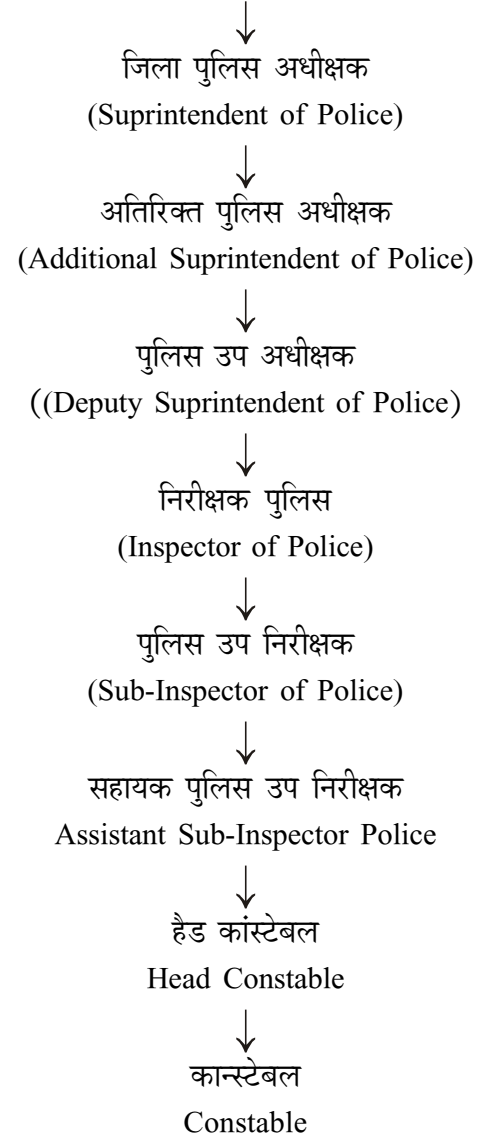 जिला पुलिस अधीक्षक
(Suprintendent of Police)
अतिरिक्त पुलिस अधीक्षक
(Additional Suprintendent of Police)
पुलिस उप अधीक्षक
((Deputy Suprintendent of Police)
निरीक्षक पुलिस
(Inspector of Police)
पुलिस उप निरीक्षक
(Sub-Inspector of Police)
सहायक पुलिस उप निरीक्षक
Assistant Sub-Inspector Police
हैड कांस्टेबल
Head Constable
कान्स्टेबल
Constable